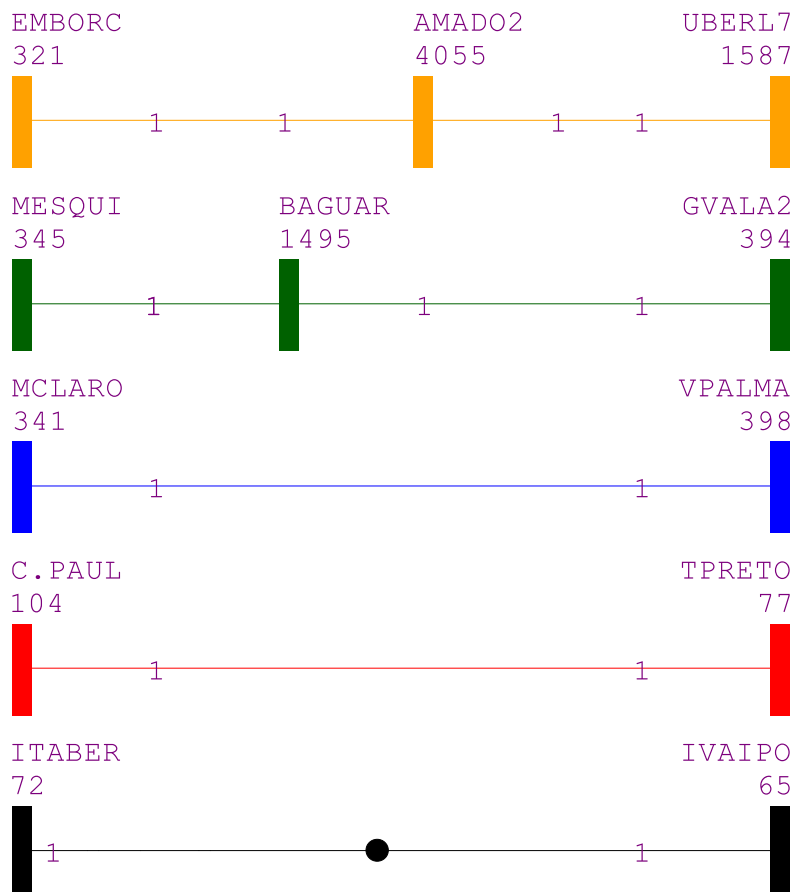 EMBORC AMADO2 UBERL7
321 4055 1587
1 1 1 1
MESQUI BAGUAR GVALA2
345 1495 394
1 1 1
MCLARO VPALMA
341 398
1 1
C.PAUL TPRETO
104 77
1 1
ITABER IVAIPO
72 65
1 1